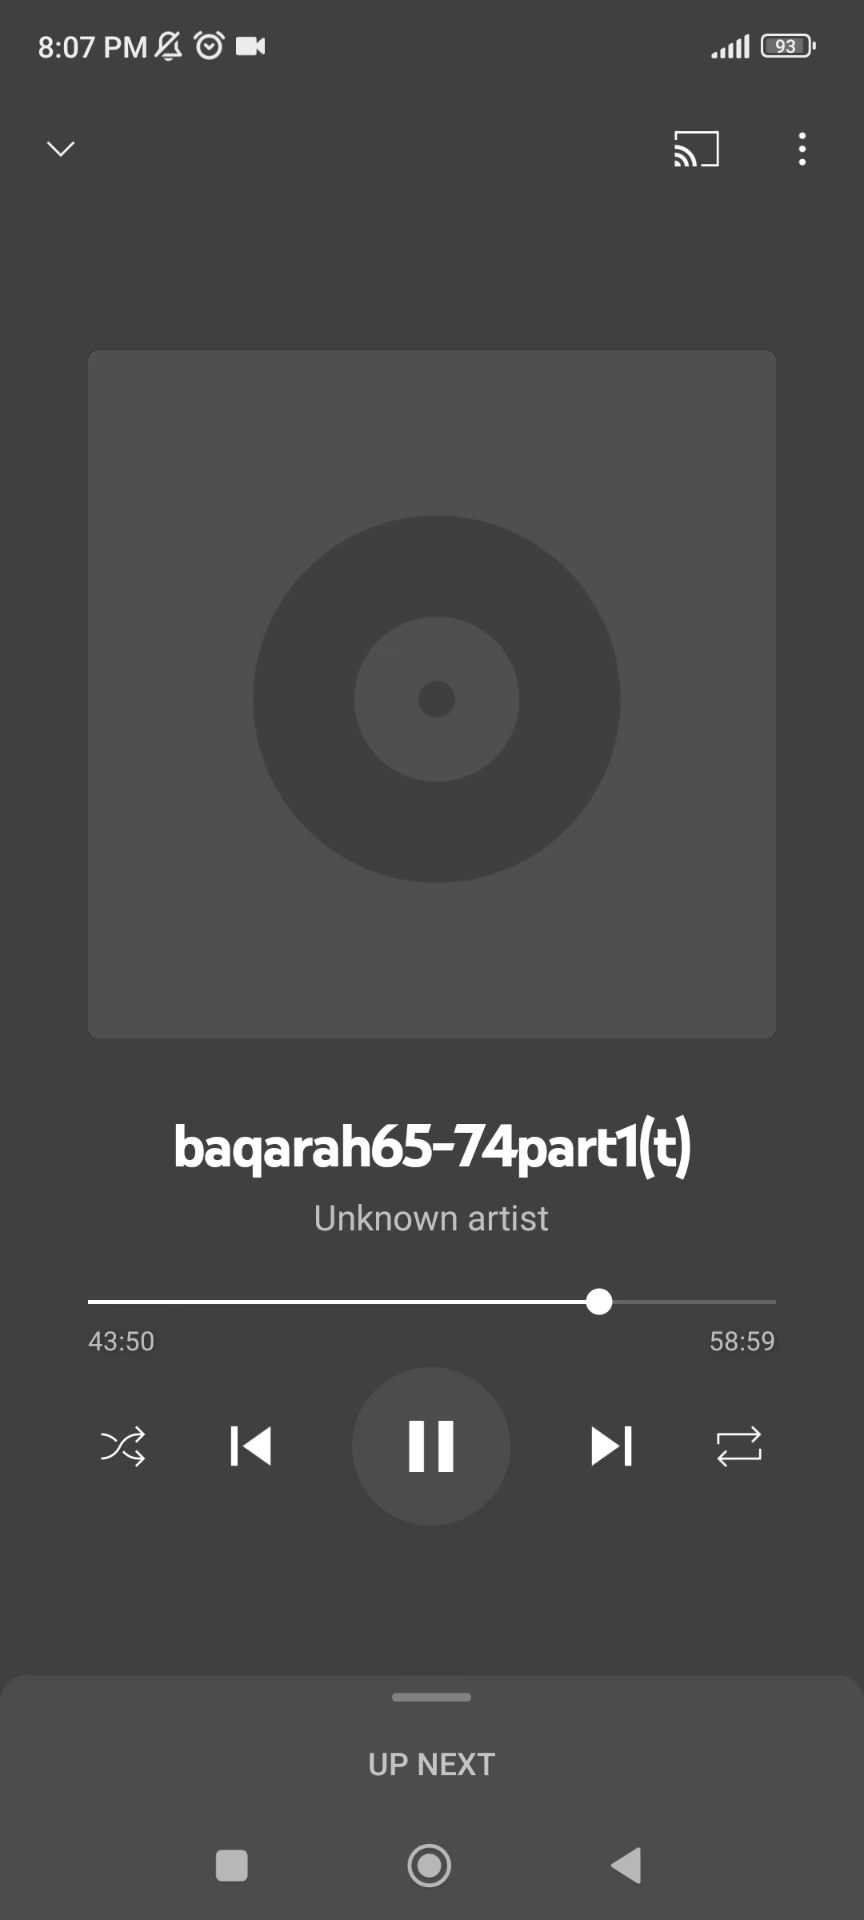 8:07 PM
93
baqarah65-74part1(t)
Unknown artist
43:50
58:59
UP NEXT